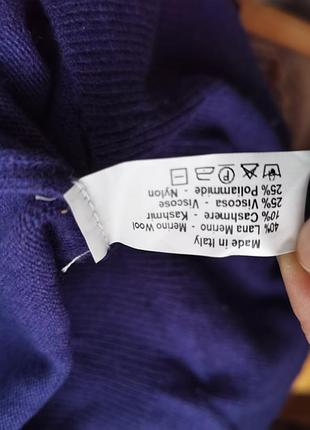 Made in Italy
40% Lana Merino - Merino Wool
10% Cashmere - Kashmir
25% Viscosa - Viscose
25% Poliammide - Nylon
P